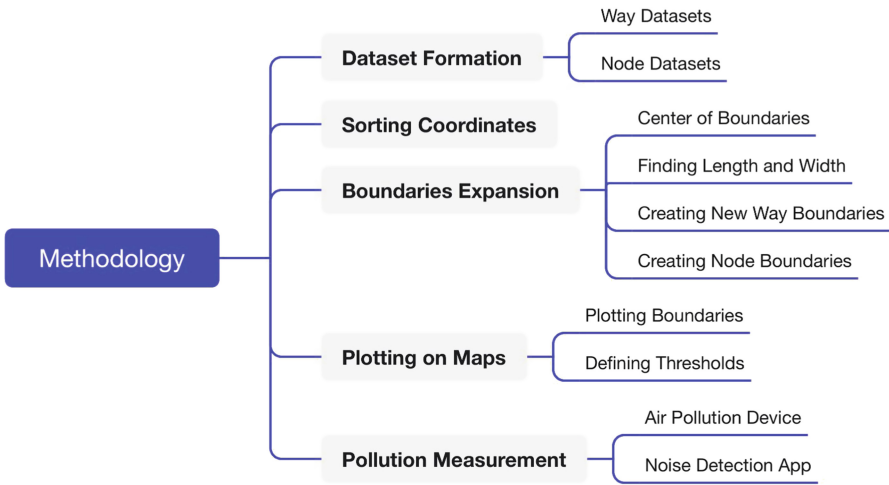 Methodology
Dataset Formation
Way Datasets
Node Datasets
Sorting Coordinates
Boundaries Expansion
Center of Boundaries
Finding Length and Width
Creating New Way Boundaries
Creating Node Boundaries
Plotting on Maps
Plotting Boundaries
Defining Thresholds
Pollution Measurement
Air Pollution Device
Noise Detection App